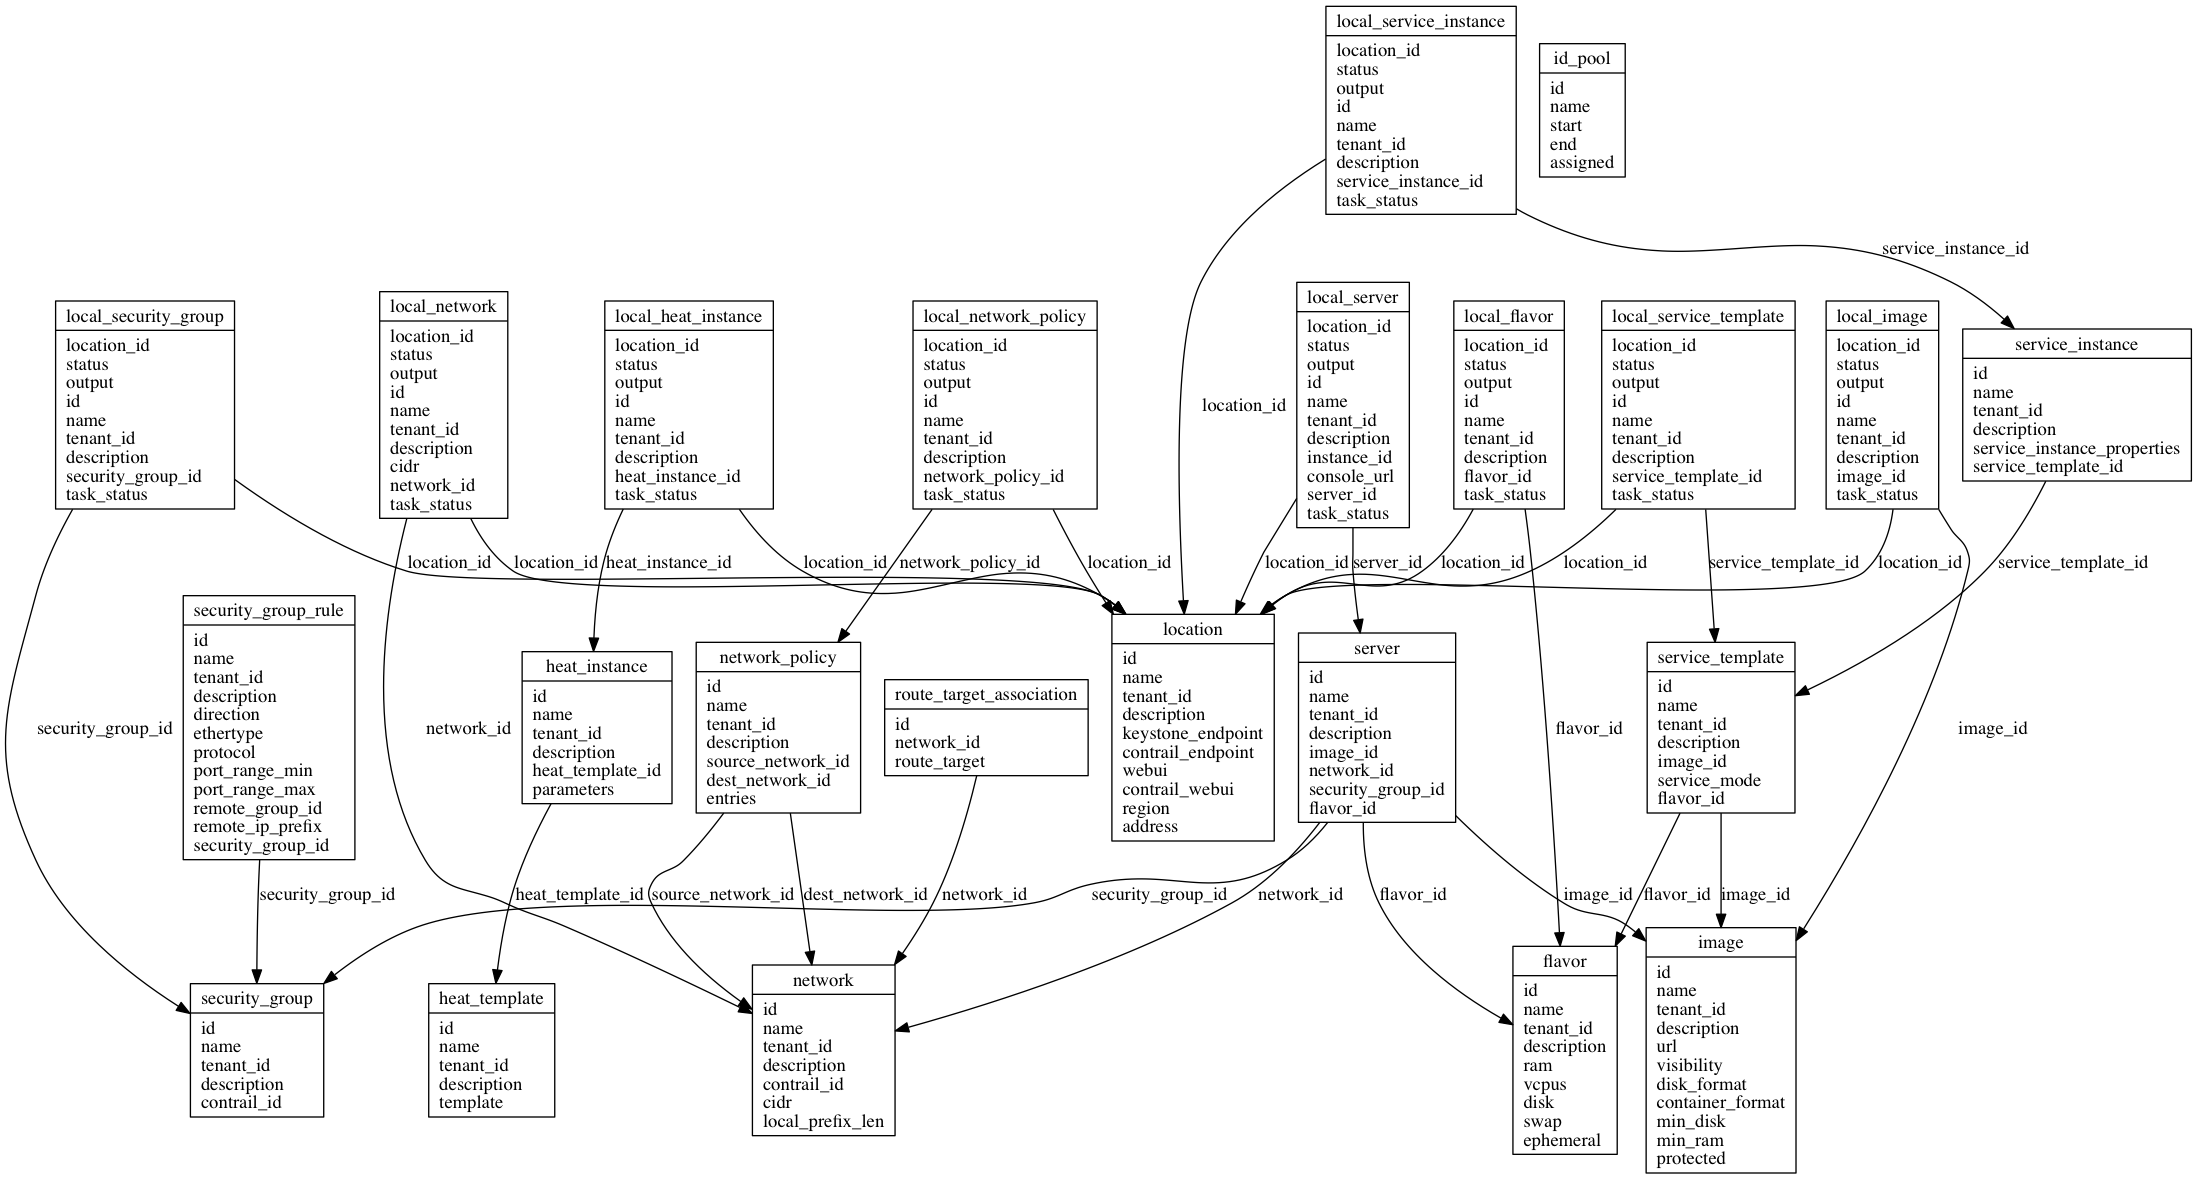 local_service_instance
location_id
status
output
id
name
tenant_id
description
service_instance_id
task_status
id_pool
id
name
start
end
assigned
service_instance_id
location_id
local_security_group
location_id
status
output
id
name
tenant_id
description
security_group_id
task_status
local_network
location_id
status
output
id
name
tenant_id
description
cidr
network_id
task_status
local_heat_instance
location_id
status
output
id
name
tenant_id
description
heat_instance_id
task_status
local_network_policy
location_id
status
output
id
name
tenant_id
description
network_policy_id
task_status
local_server
location_id
status
output
id
name
tenant_id
description
instance_id
console_url
server_id
task_status
local_flavor
location_id
status
output
id
name
tenant_id
description
flavor_id
task_status
local_service_template
location_id
status
output
id
name
tenant_id
description
service_template_id
task_status
local_image
location_id
status
output
id
name
tenant_id
description
image_id
task_status
service_instance
id
name
tenant_id
description
service_instance_properties
service_template_id
location_id
location_id
heat_instance_id
location_id
network_policy_id
location_id
location_id
server_id
location_id
location_id
service_template_id
location_id
service_template_id
security_group_id
security_group_rule
id
name
tenant_id
description
direction
ethertype
protocol
port_range_min
port_range_max
remote_group_id
remote_ip_prefix
security_group_id
network_id
heat_instance
id
name
tenant_id
description
heat_template_id
parameters
network_policy
id
name
tenant_id
description
source_network_id
dest_network_id
entries
route_target_association
id
network_id
route_target
location
id
name
tenant_id
description
keystone_endpoint
contrail_endpoint
webui
contrail_webui
region
address
server
id
name
tenant_id
description
image_id
network_id
security_group_id
flavor_id
flavor_id
service_template
id
name
tenant_id
description
image_id
service_mode
flavor_id
image_id
security_group_id
heat_template_id
source_network_id
dest_network_id
network_id
security_group_id
network_id
flavor_id
image_id
flavor_id
image_id
security_group
id
name
tenant_id
description
contrail_id
heat_template
id
name
tenant_id
description
template
network
id
name
tenant_id
description
contrail_id
cidr
local_prefix_len
flavor
id
name
tenant_id
description
ram
vcpus
disk
swap
ephemeral
image
id
name
tenant_id
description
url
visibility
disk_format
container_format
min_disk
min_ram
protected